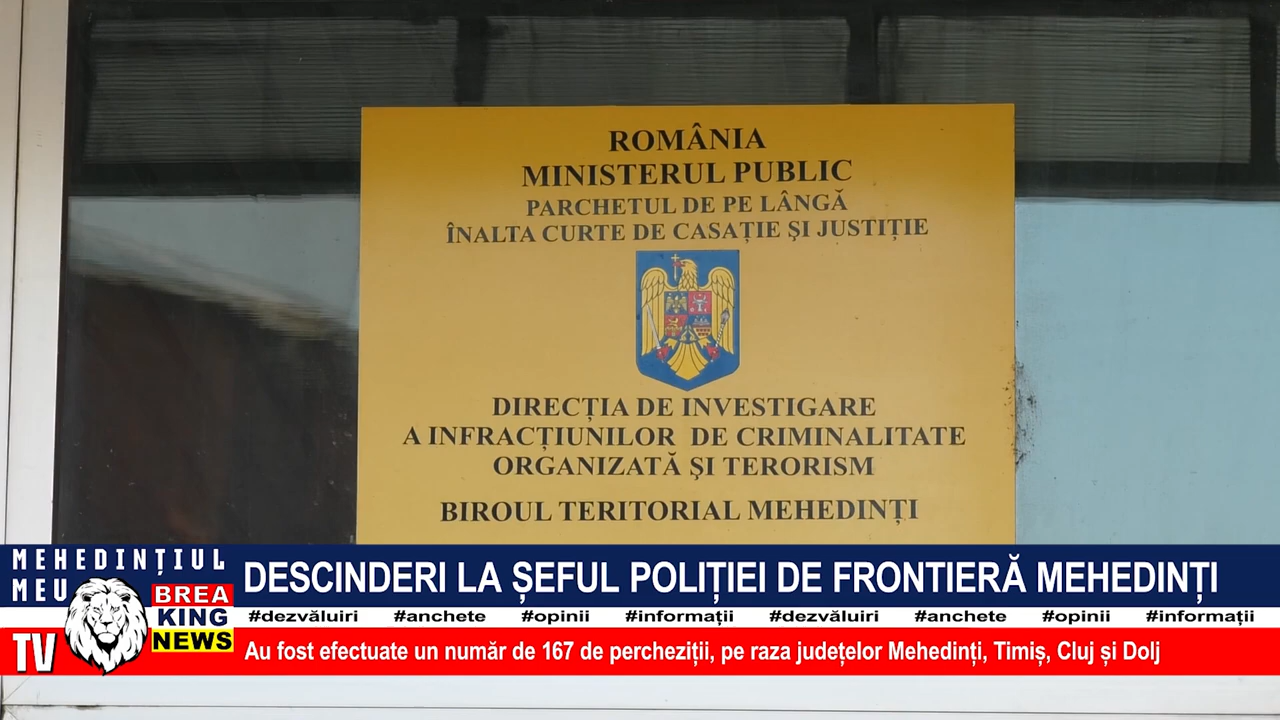 ROMÂNIA
MINISTERUL PUBLIC
PARCHETUL DE PE LÂNGĂ
ÎNALTA CURTE DE CASAȚIE ŞI JUSTIȚIE
DIRECȚIA DE INVESTIGARE
A INFRACȚIUNILOR DE CRIMINALITATE
ORGANIZATĂ ŞI TERORISM
BIROUL TERITORIAL MEHEDINȚI
MEHEDINȚIUL
MEU
TV
BREA
KING
NEWS
DESCINDERI LA ȘEFUL POLIȚIEI DE FRONTIERĂ MEHEDINȚI
#dezvăluiri #anchete #opinii #informații #dezvăluiri #anchete #opinii #informații
Au fost efectuate un număr de 167 de percheziții, pe raza județelor Mehedinți, Timiș, Cluj și Dolj